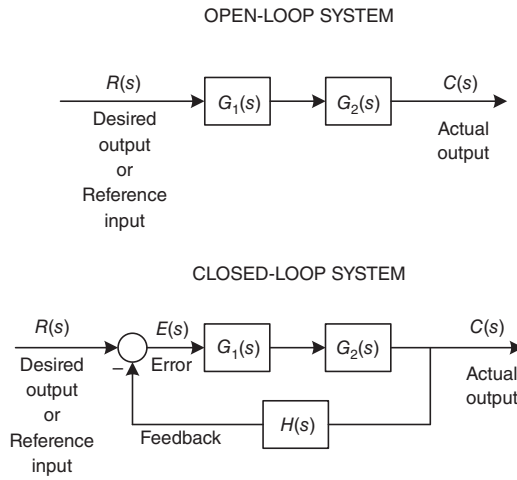 OPEN-LOOP SYSTEM
R(s)
G₁(s)
G₂(s)
C(s)
Desired
output
or
Reference
input
Actual
output
CLOSED-LOOP SYSTEM
R(s)
E(s)
G₁(s)
G₂(s)
C(s)
Desired
output
or
Reference
input
–
Error
Actual
output
Feedback
H(s)